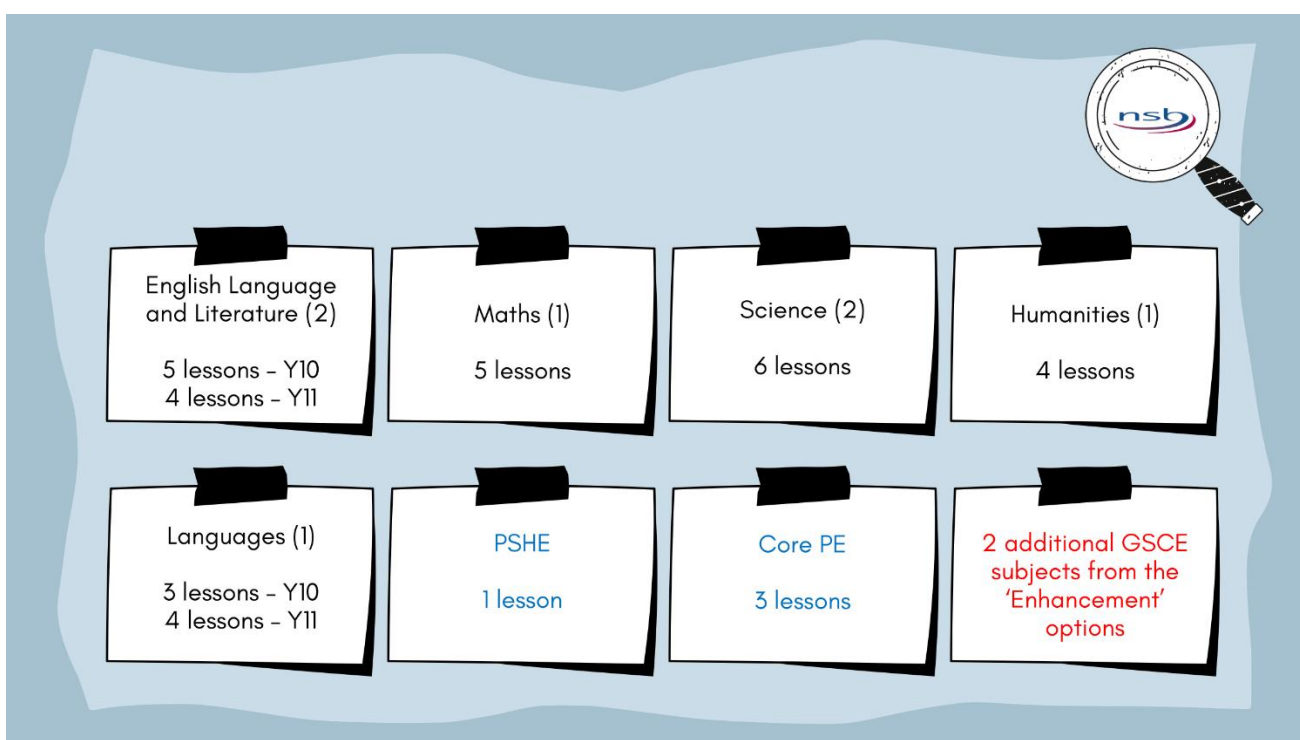 nsb
English Language
and Literature (2)
5 lessons - Y10
4 lessons - Y11
Maths (1)
5 lessons
Science (2)
6 lessons
Humanities (1)
4 lessons
Languages (1)
3 lessons - Y10
4 lessons - Y11
PSHE
1 lesson
Core PE
3 lessons
2 additional GSCE
subjects from the
‘Enhancement’
options